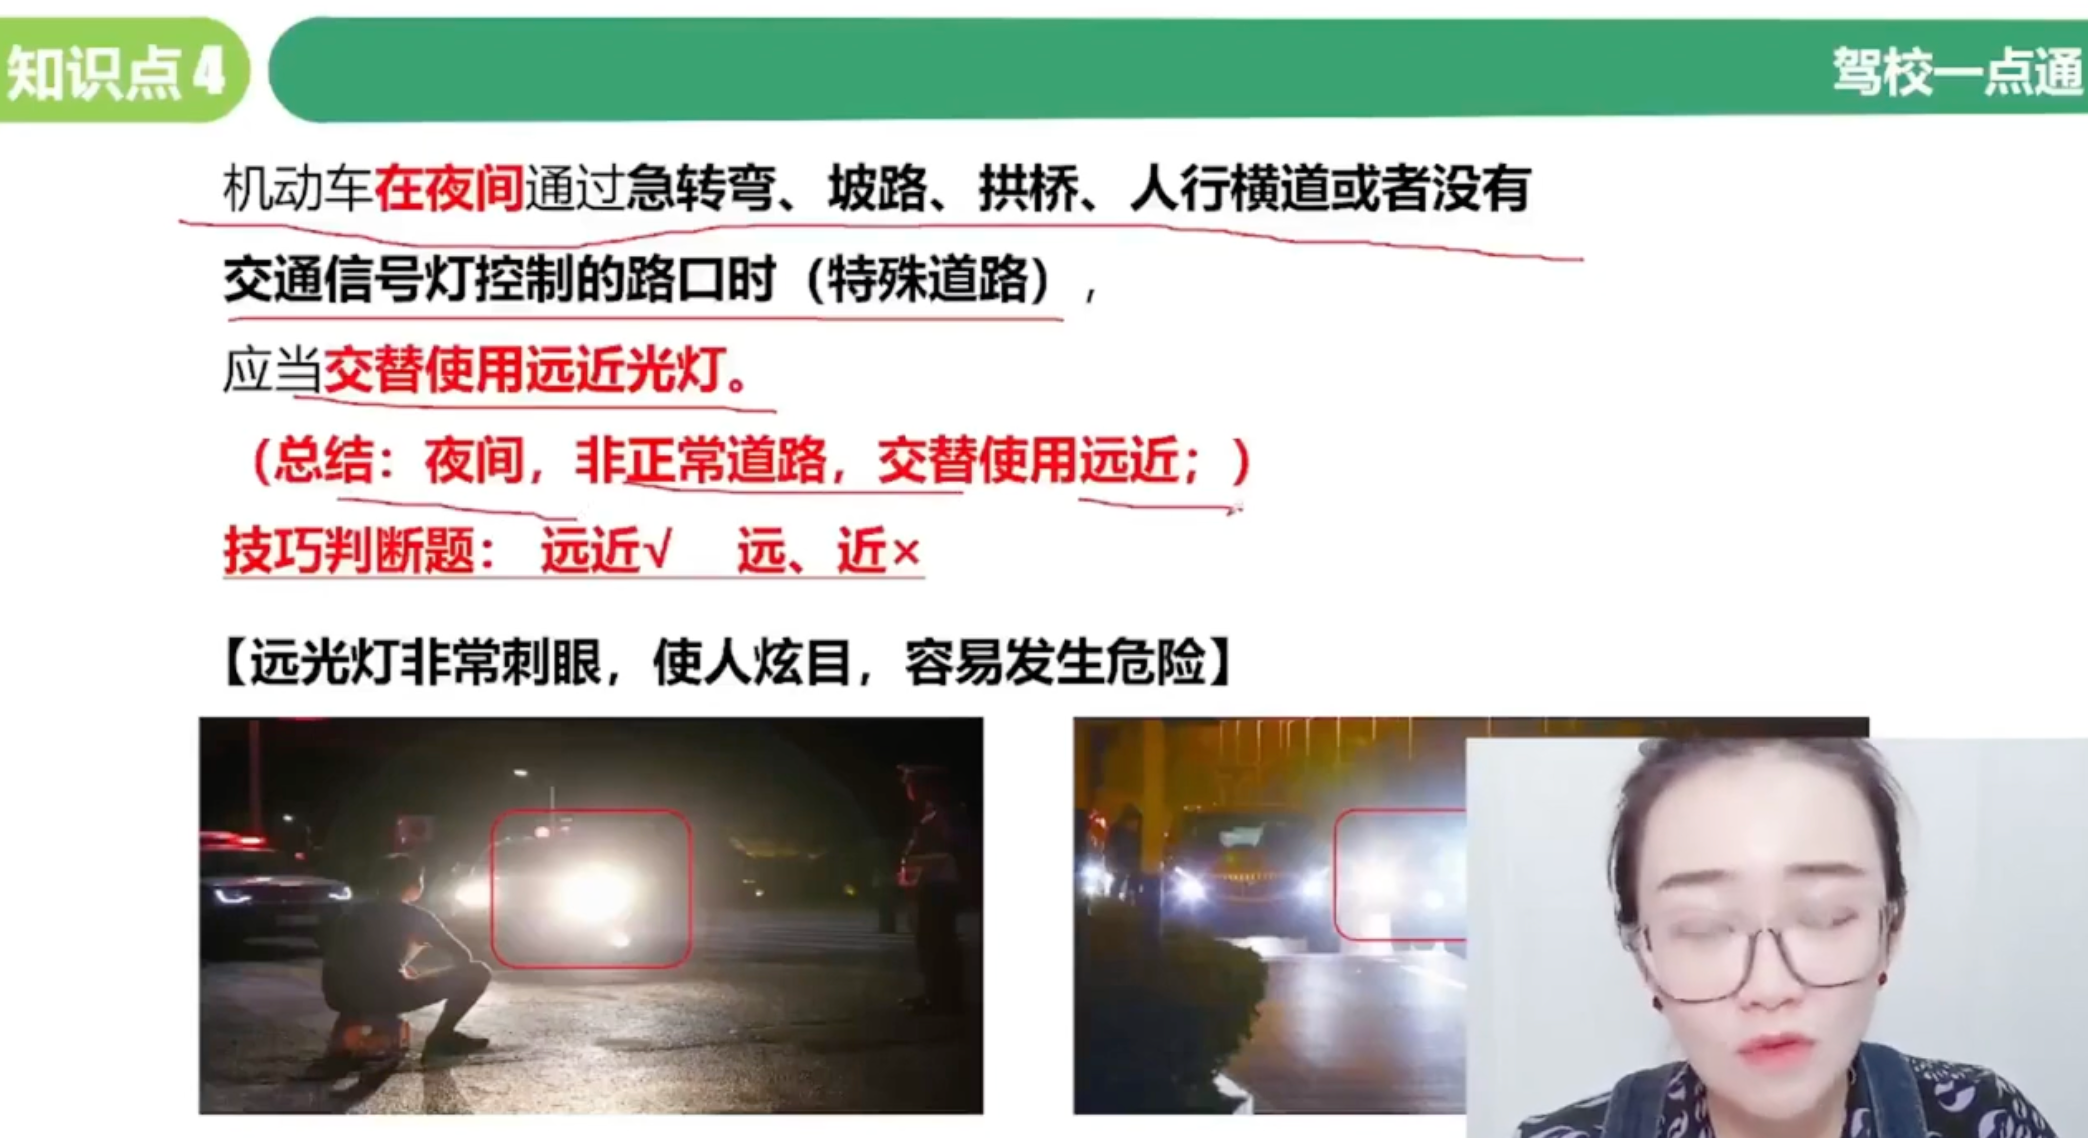 知识点4
驾校一点通
机动车在夜间通过急转弯、坡路、拱桥、人行横道或者没有
交通信号灯控制的路口时（特殊道路），
应当交替使用远近光灯。
（总结：夜间，非正常道路，交替使用远近；）
技巧判断题： 远近√ 远、近×
【远光灯非常刺眼，使人炫目，容易发生危险】